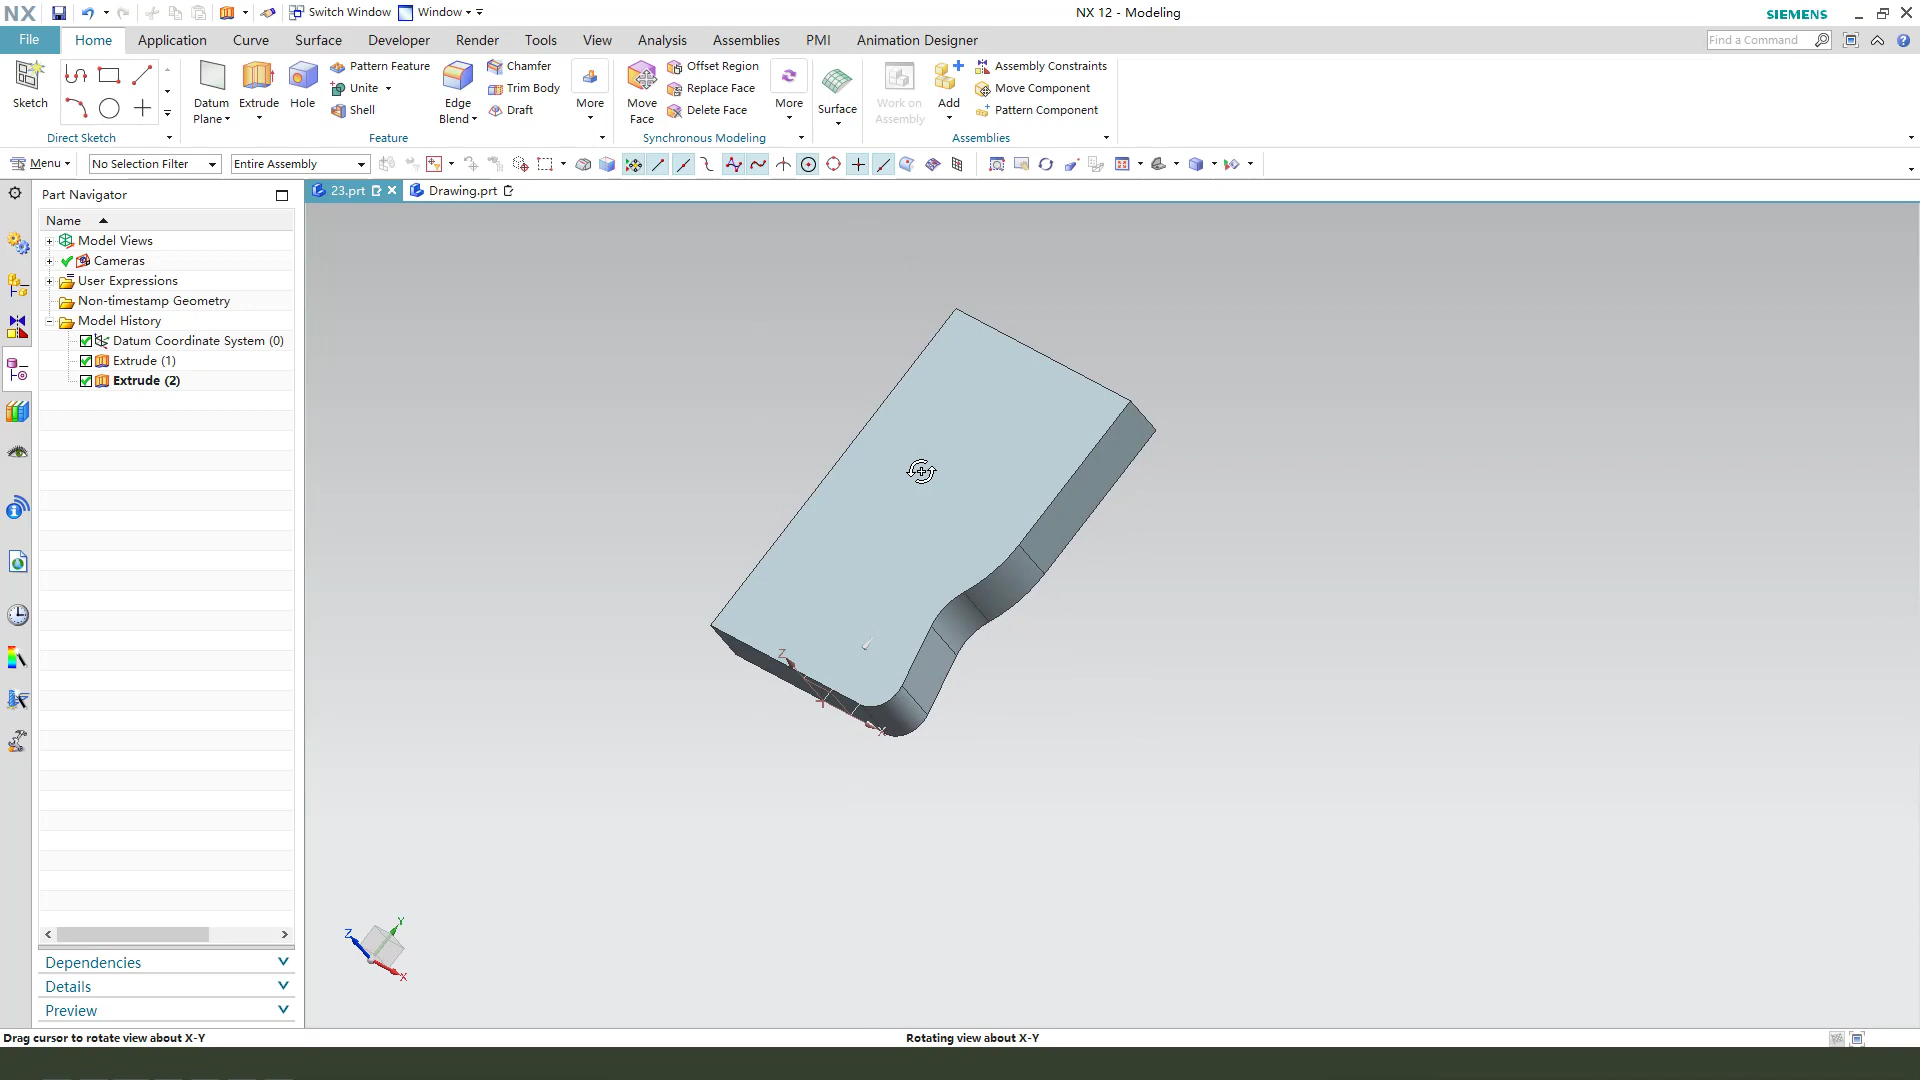 NX Switch Window Window NX 12 - Modeling SIEMENS
File Home Application Curve Surface Assemblies Developer Render Tools View Analysis Assemblies PMI Animation Designer Find a Command
Sketch Datum Plane Extrude Hole Pattern Feature Unite Shell Edge Blend Chamfer Trim Body Draft More Move Face Offset Region Replace Face Delete Face More Surface Work on Assembly Add Assembly Constraints Move Component Pattern Component
Direct Sketch Feature Synchronous Modeling Assemblies
Menu No Selection Filter Entire Assembly
Part Navigator 23.prt Drawing.prt
Name
Model Views
Cameras
User Expressions
Non-timestamp Geometry
Model History
Datum Coordinate System (0)
Extrude (1)
Extrude (2)
Z
X
Y
Z
X
Dependencies
Details
Preview
Drag cursor to rotate view about X-Y Rotating view about X-Y